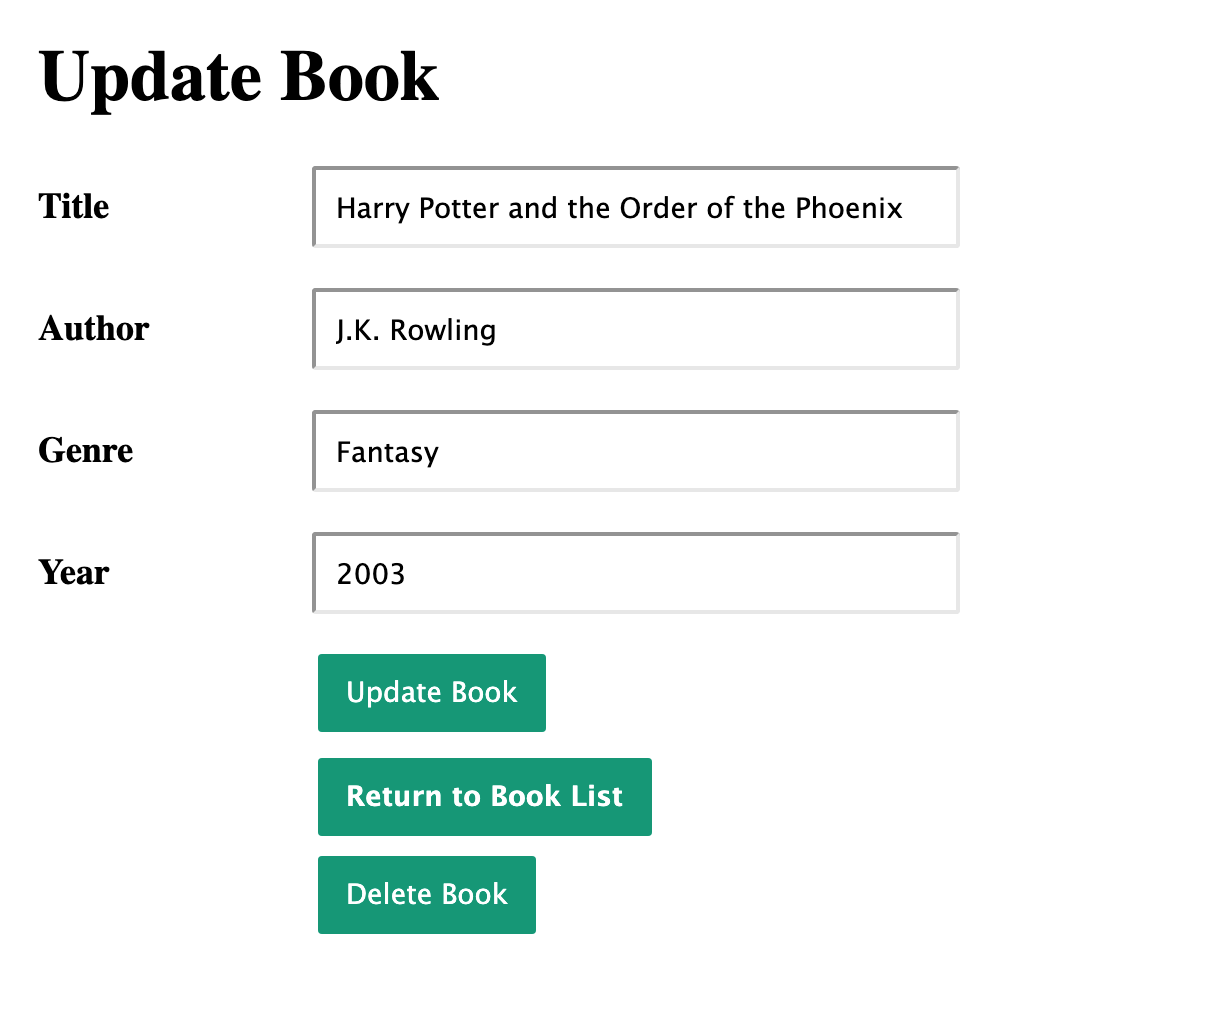 Update Book
Title
Harry Potter and the Order of the Phoenix
Author
J.K. Rowling
Genre
Fantasy
Year
2003
Update Book
Return to Book List
Delete Book